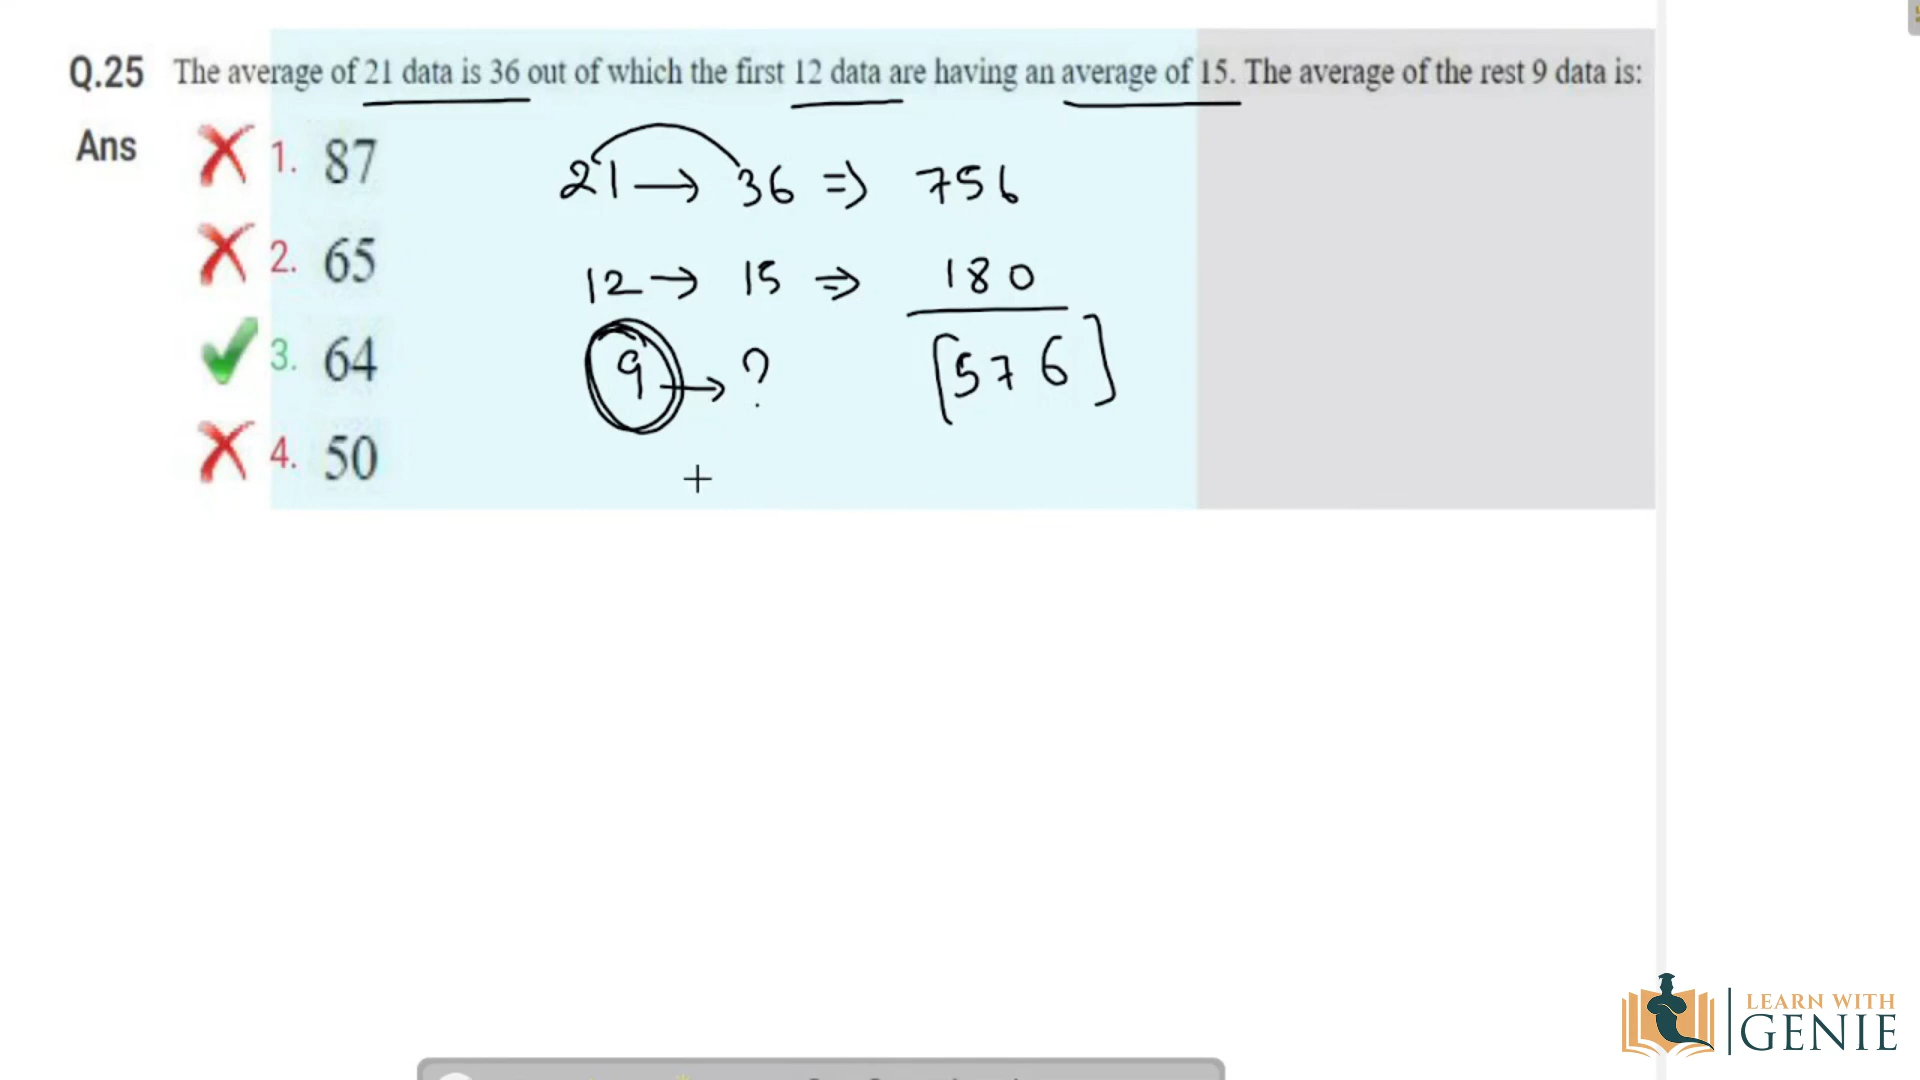 Q.25 The average of 21 data is 36 out of which the first 12 data are having an average of 15. The average of the rest 9 data is:
Ans
1. 87
2. 65
3. 64
4. 50
21 → 36 ⇒ 756
12 → 15 ⇒ 180
9 → ? [576]
LEARN WITH
GENIE